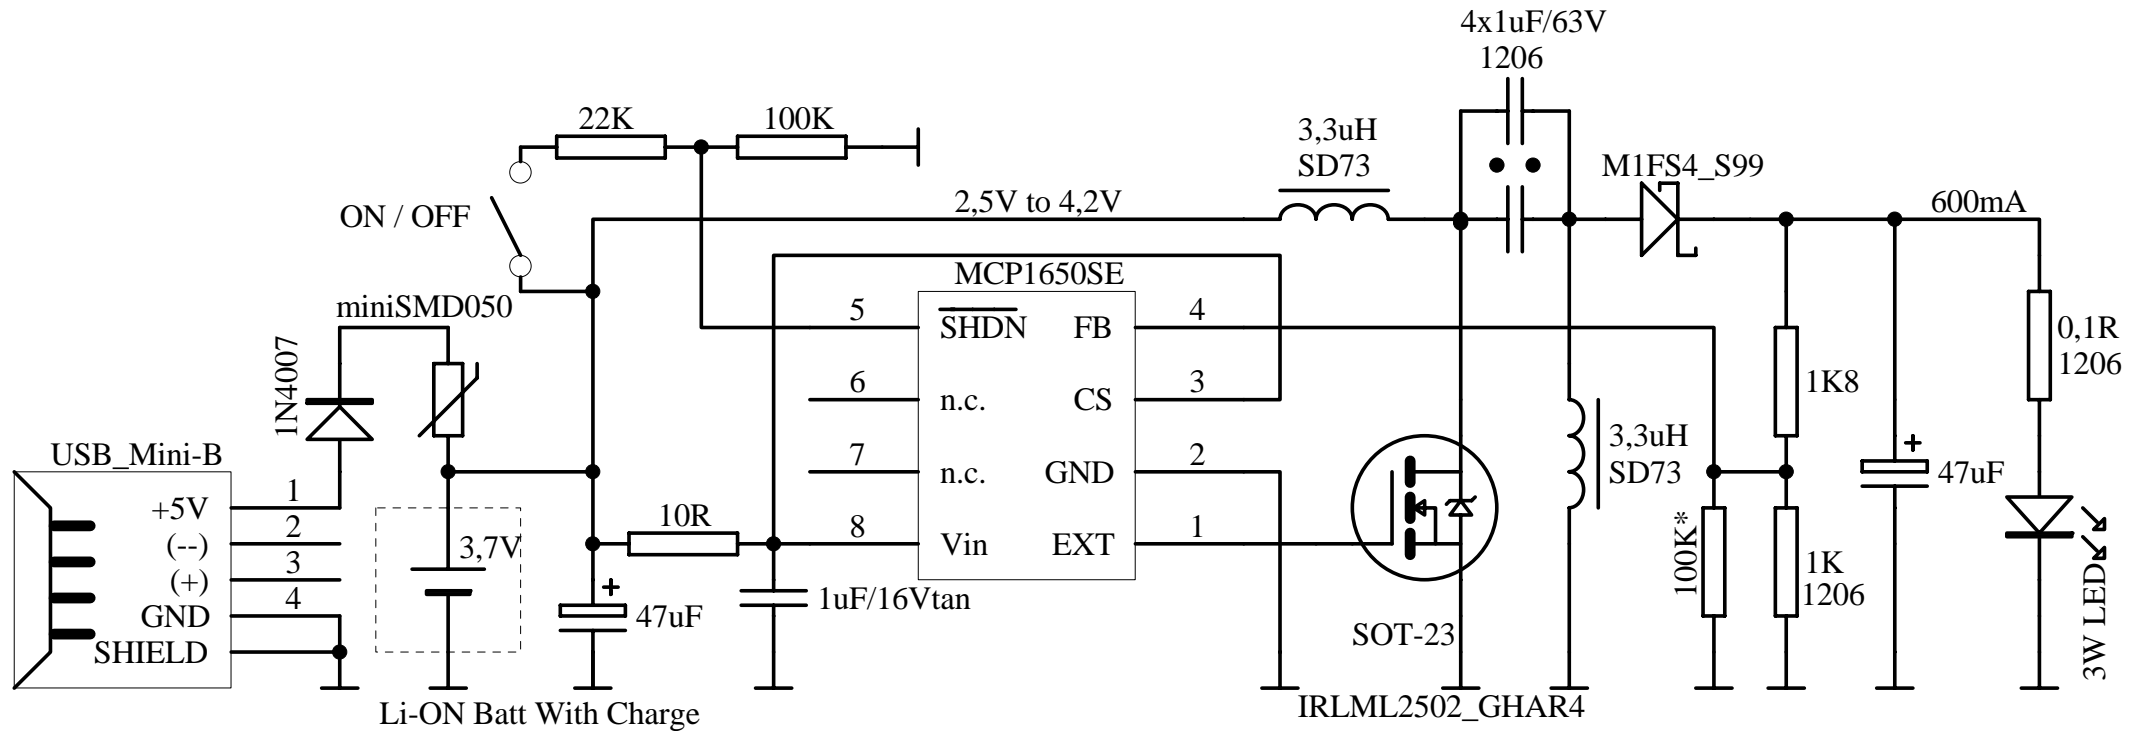 4x1uF/63V
1206
22K
100K
3,3uH
SD73
M1FS4_S99
ON / OFF
2,5V to 4,2V
600mA
MCP1650SE
miniSMD050
5
SHDN
FB
4
0,1R
1206
1N4007
6
n.c.
CS
3
1K8
USB_Mini-B
3,3uH
SD73
7
n.c.
GND
2
+
47uF
+5V
1
10R
(--)
2
3,7V
8
Vin
EXT
1
100K*
1K
1206
(+)
3
GND
4
+
47uF
1uF/16Vtan
SHIELD
SOT-23
3W LED
Li-ON Batt With Charge
IRLML2502_GHAR4